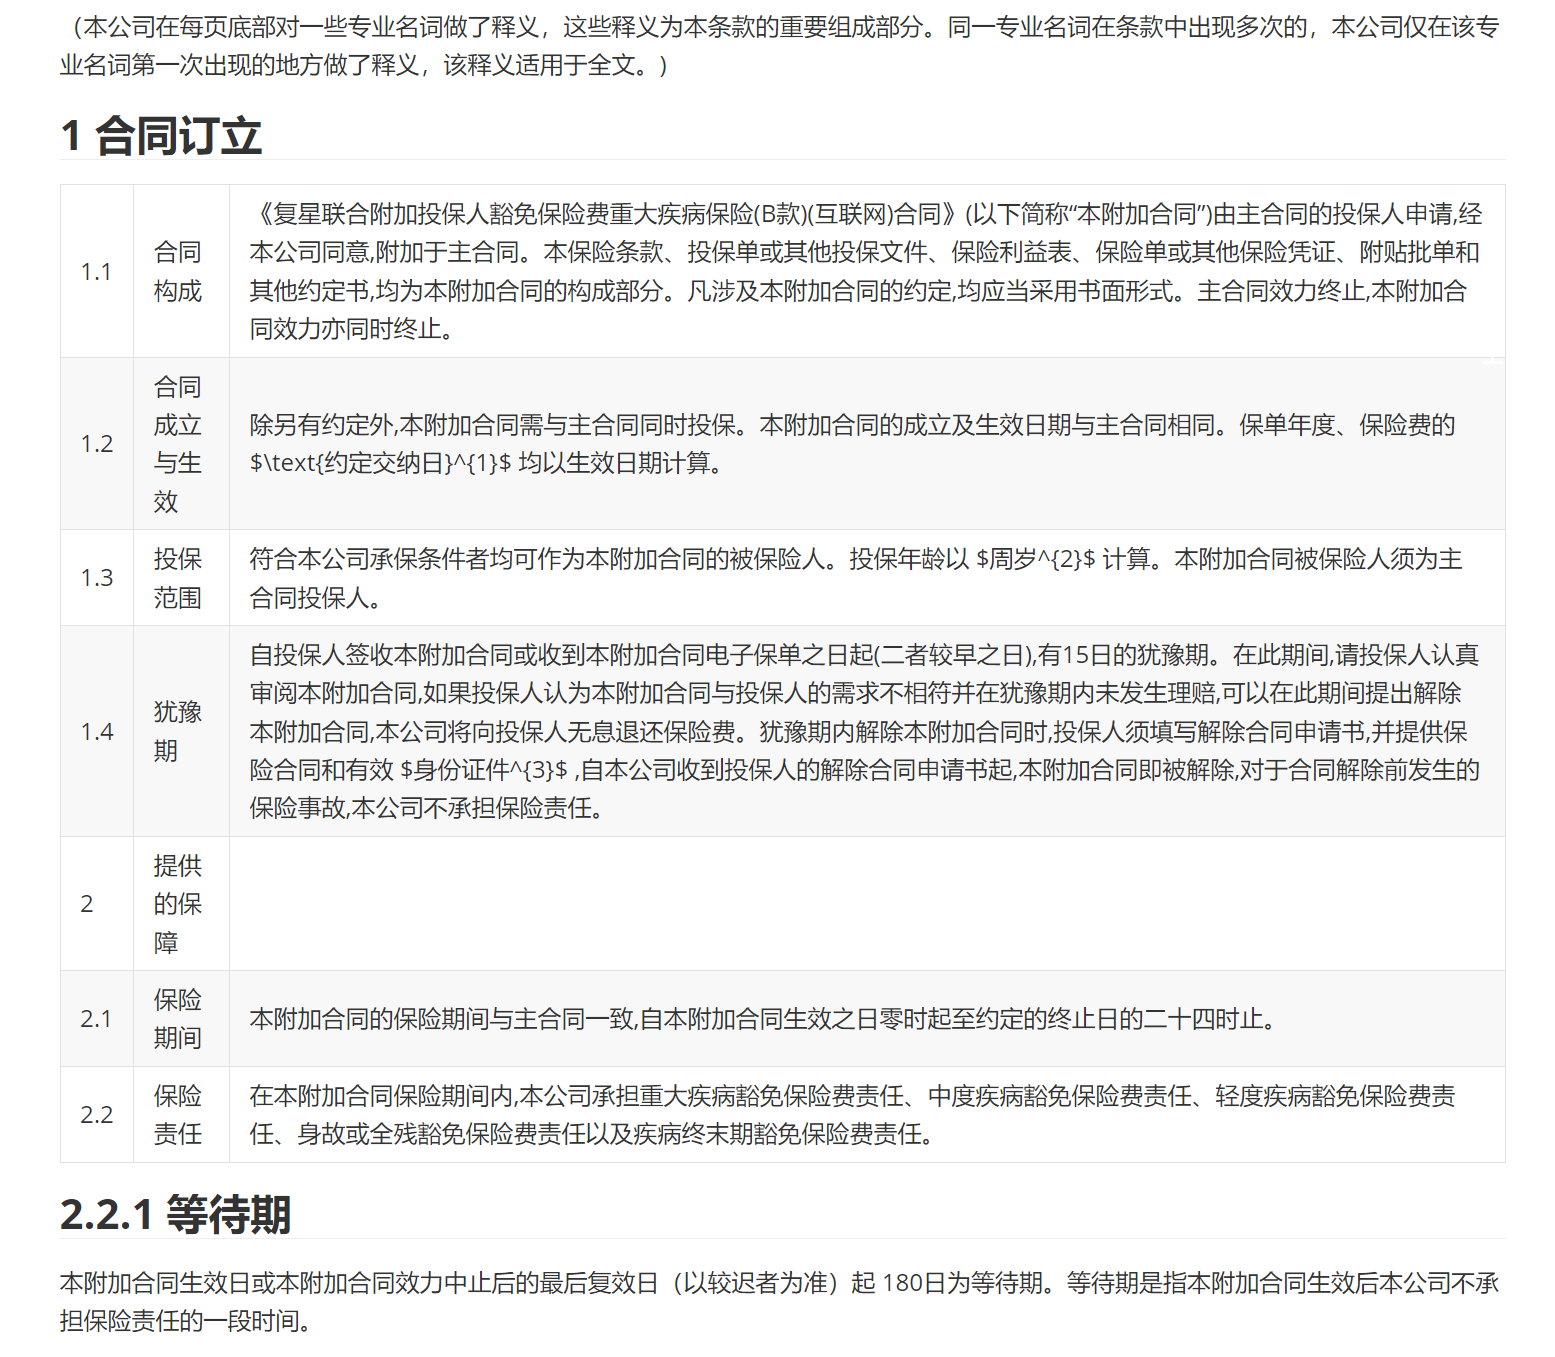 （本公司在每页底部对一些专业名词做了释义，这些释义为本条款的重要组成部分。同一专业名词在条款中出现多次的，本公司仅在该专
业名词第一次出现的地方做了释义，该释义适用于全文。)
1 合同订立
1.1
合同
构成
《复星联合附加投保人豁免保险费重大疾病保险(B款)(互联网)合同》(以下简称“本附加合同”)由主合同的投保人申请,经
本公司同意,附加于主合同。本保险条款、投保单或其他投保文件、保险利益表、保险单或其他保险凭证、附贴批单和
其他约定书,均为本附加合同的构成部分。凡涉及本附加合同的约定,均应当采用书面形式。主合同效力终止,本附加合
同效力亦同时终止。
1.2
合同
成立
与生
效
除另有约定外,本附加合同需与主合同同时投保。本附加合同的成立及生效日期与主合同相同。保单年度、保险费的
$\text{约定交纳日}^{1}$ 均以生效日期计算。
1.3
投保
范围
符合本公司承保条件者均可作为本附加合同的被保险人。投保年龄以 $周岁^{2}$ 计算。本附加合同被保险人须为主
合同投保人。
1.4
犹豫
期
自投保人签收本附加合同或收到本附加合同电子保单之日起(二者较早之日),有15日的犹豫期。在此期间,请投保人认真
审阅本附加合同,如果投保人认为本附加合同与投保人的需求不相符并在犹豫期内未发生理赔,可以在此期间提出解除
本附加合同,本公司将向投保人无息退还保险费。犹豫期内解除本附加合同时,投保人须填写解除合同申请书,并提供保
险合同和有效 $身份证件^{3}$ ,自本公司收到投保人的解除合同申请书起,本附加合同即被解除,对于合同解除前发生的
保险事故,本公司不承担保险责任。
2
提供
的保
障
2.1
保险
期间
本附加合同的保险期间与主合同一致,自本附加合同生效之日零时起至约定的终止日的二十四时止。
2.2
保险
责任
在本附加合同保险期间内,本公司承担重大疾病豁免保险费责任、中度疾病豁免保险费责任、轻度疾病豁免保险费责
任、身故或全残豁免保险费责任以及疾病终末期豁免保险费责任。
2.2.1 等待期
本附加合同生效日或本附加合同效力中止后的最后复效日（以较迟者为准）起 180日为等待期。等待期是指本附加合同生效后本公司不承
担保险责任的一段时间。